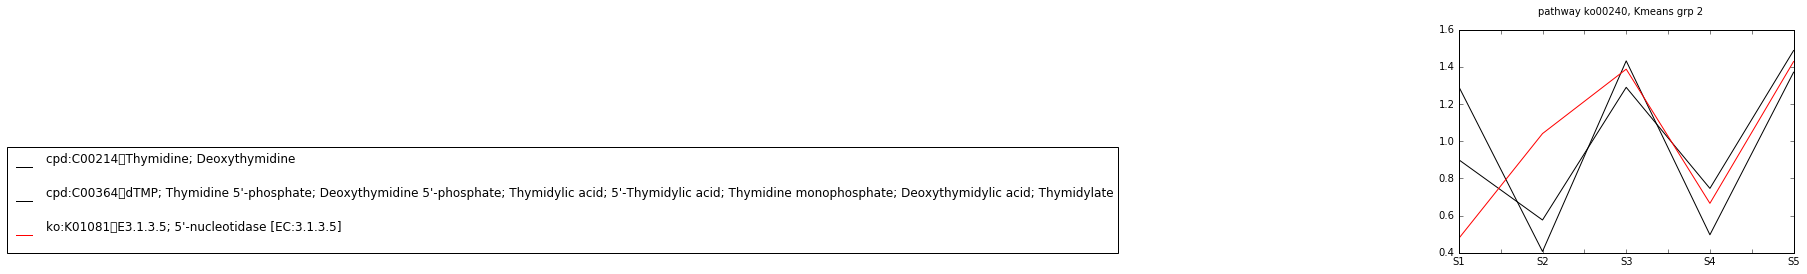 pathway ko00240, Kmeans grp 2
1.6
1.4
1.2
1.0
0.8
0.6
0.4
S1 S2 S3 S4 S5
cpd:C00214▯Thymidine; Deoxythymidine
cpd:C00364▯dTMP; Thymidine 5'-phosphate; Deoxythymidine 5'-phosphate; Thymidylic acid; 5'-Thymidylic acid; Thymidine monophosphate; Deoxythymidylic acid; Thymidylate
ko:K01081▯E3.1.3.5; 5'-nucleotidase [EC:3.1.3.5]